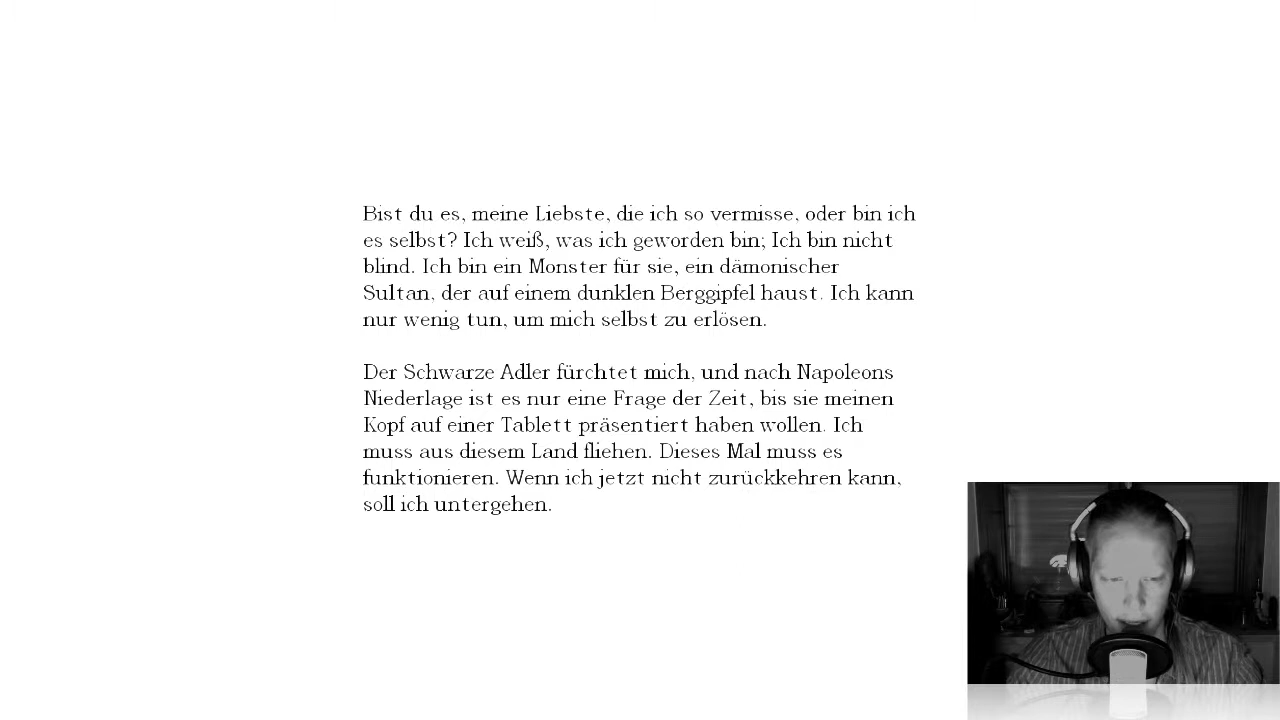 Bist du es, meine Liebste, die ich so vermisse, oder bin ich
es selbst? Ich weiß, was ich geworden bin; Ich bin nicht
blind. Ich bin ein Monster für sie, ein dämonischer
Sultan, der auf einem dunklen Berggipfel haust. Ich kann
nur wenig tun, um mich selbst zu erlösen.
Der Schwarze Adler fürchtet mich, und nach Napoleons
Niederlage ist es nur eine Frage der Zeit, bis sie meinen
Kopf auf einer Tablett präsentiert haben wollen. Ich
muss aus diesem Land fliehen. Dieses Mal muss es
funktionieren. Wenn ich jetzt nicht zurückkehren kann,
soll ich untergehen.